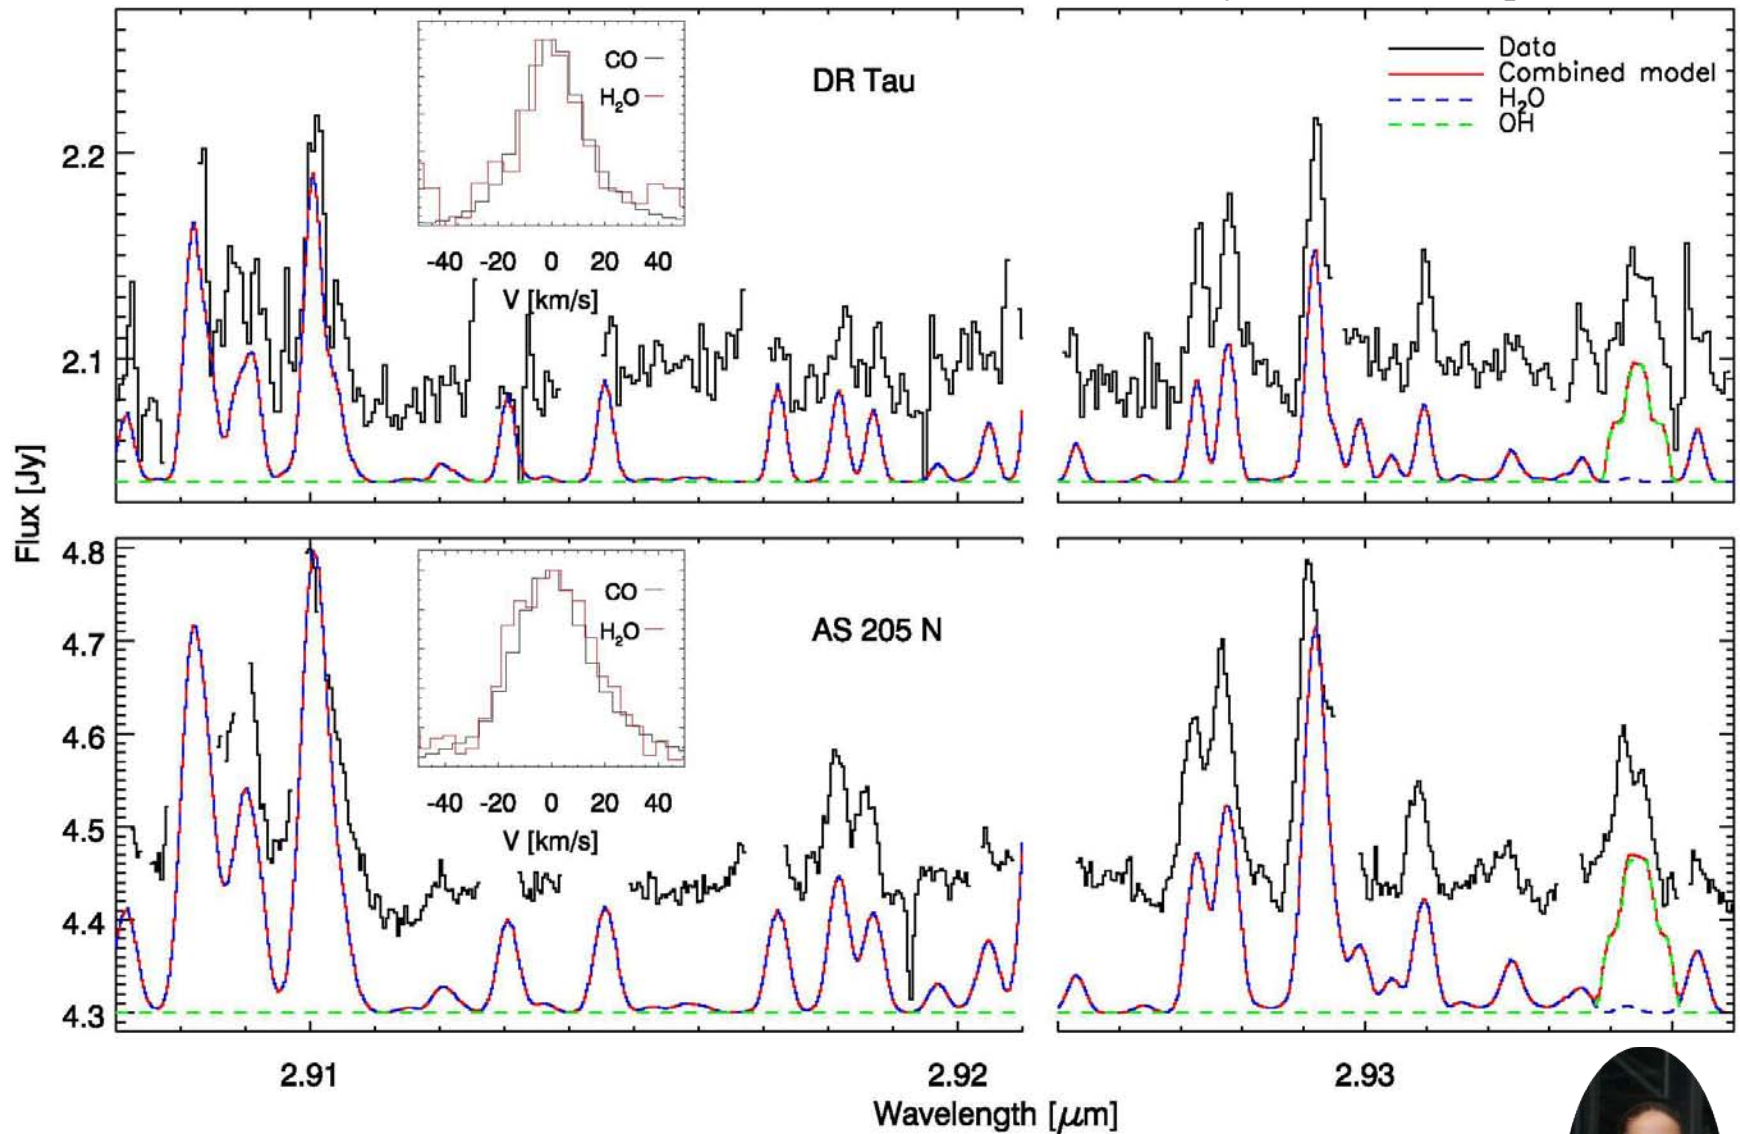 DR Tau
Data
Combined model
H₂O
OH
CO
H₂O
-40 -20 0 20 40
V [km/s]
2.2
2.1
Flux [Jy]
AS 205 N
CO
H₂O
-40 -20 0 20 40
V [km/s]
4.8
4.7
4.6
4.5
4.4
4.3
2.91 2.92 2.93
Wavelength [μm]